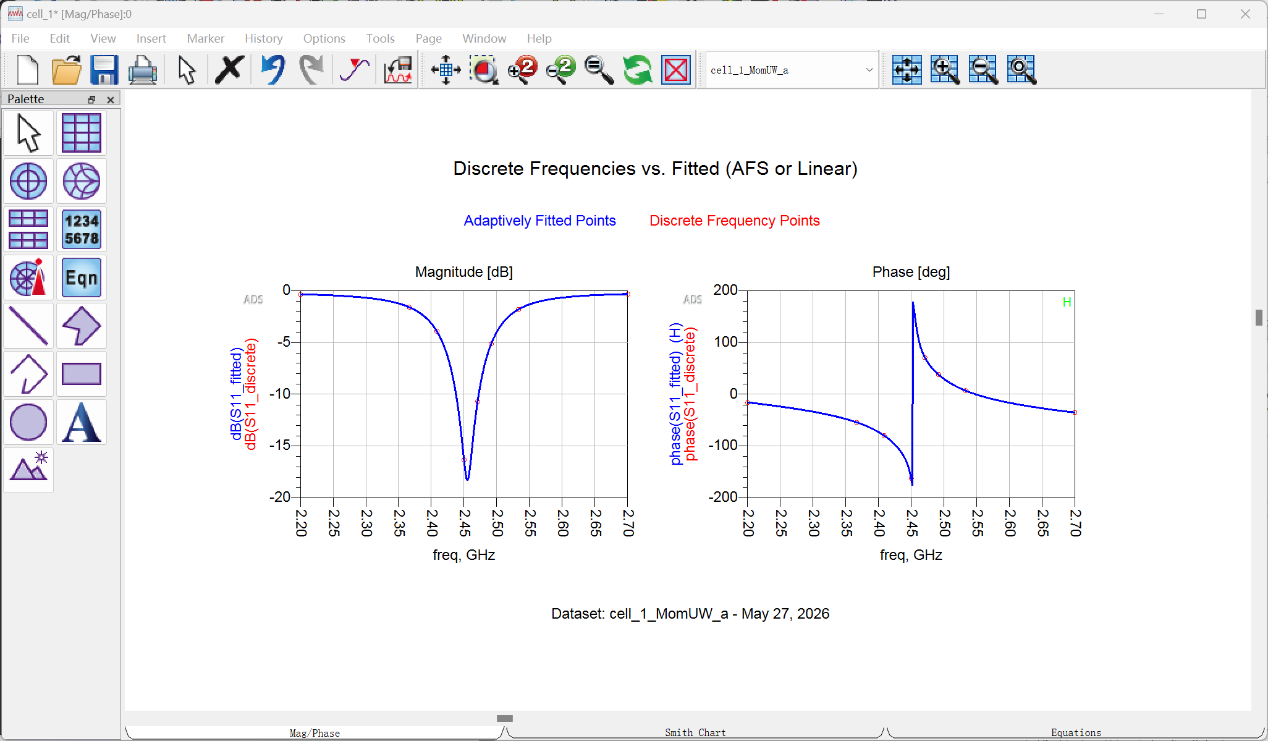 cell_1* [Mag/Phase]:0
File Edit View Insert Marker History Options Tools Page Window Help
2 2 cell_1_MomUW_a
Palette
1234
5678
Eqn
A
Discrete Frequencies vs. Fitted (AFS or Linear)
Adaptively Fitted Points Discrete Frequency Points
Magnitude [dB]
ADS
dB(S11_fitted)
dB(S11_discrete)
0
-5
-10
-15
-20
2.20 2.25 2.30 2.35 2.40 2.45 2.50 2.55 2.60 2.65 2.70
freq, GHz
Phase [deg]
ADS
H
phase(S11_fitted) (H)
phase(S11_discrete)
200
100
0
-100
-200
2.20 2.25 2.30 2.35 2.40 2.45 2.50 2.55 2.60 2.65 2.70
freq, GHz
Dataset: cell_1_MomUW_a - May 27, 2026
Mag/Phase Smith Chart Equations